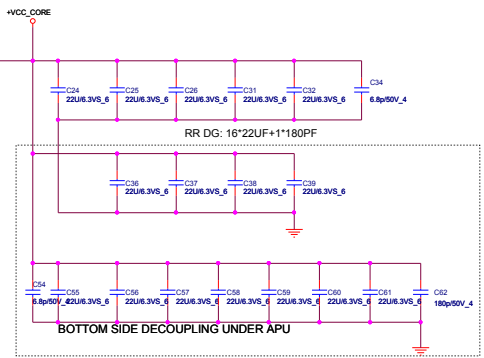 +VCC_CORE
C24 C25 C26 C31 C32 C34
22U/6.3VS_6 22U/6.3VS_6 22U/6.3VS_6 22U/6.3VS_6 22U/6.3VS_6 6.8p/50V_4
RR DG: 16*22UF+1*180PF
C36 C37 C38 C39
22U/6.3VS_6 22U/6.3VS_6 22U/6.3VS_6 22U/6.3VS_6
C54 C55 C56 C57 C58 C59 C60 C61 C62
6.8p/50V_4 22U/6.3VS_6 22U/6.3VS_6 22U/6.3VS_6 22U/6.3VS_6 22U/6.3VS_6 22U/6.3VS_6 22U/6.3VS_6 180p/50V_4
BOTTOM SIDE DECOUPLING UNDER APU